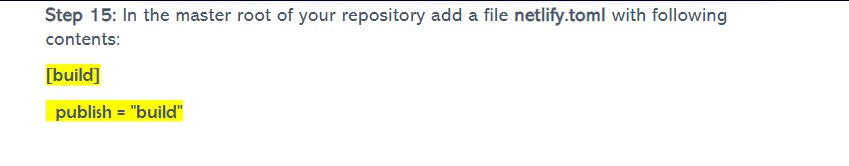 Step 15: In the master root of your repository add a file netlify.toml with following
contents:
[build]
publish = "build"